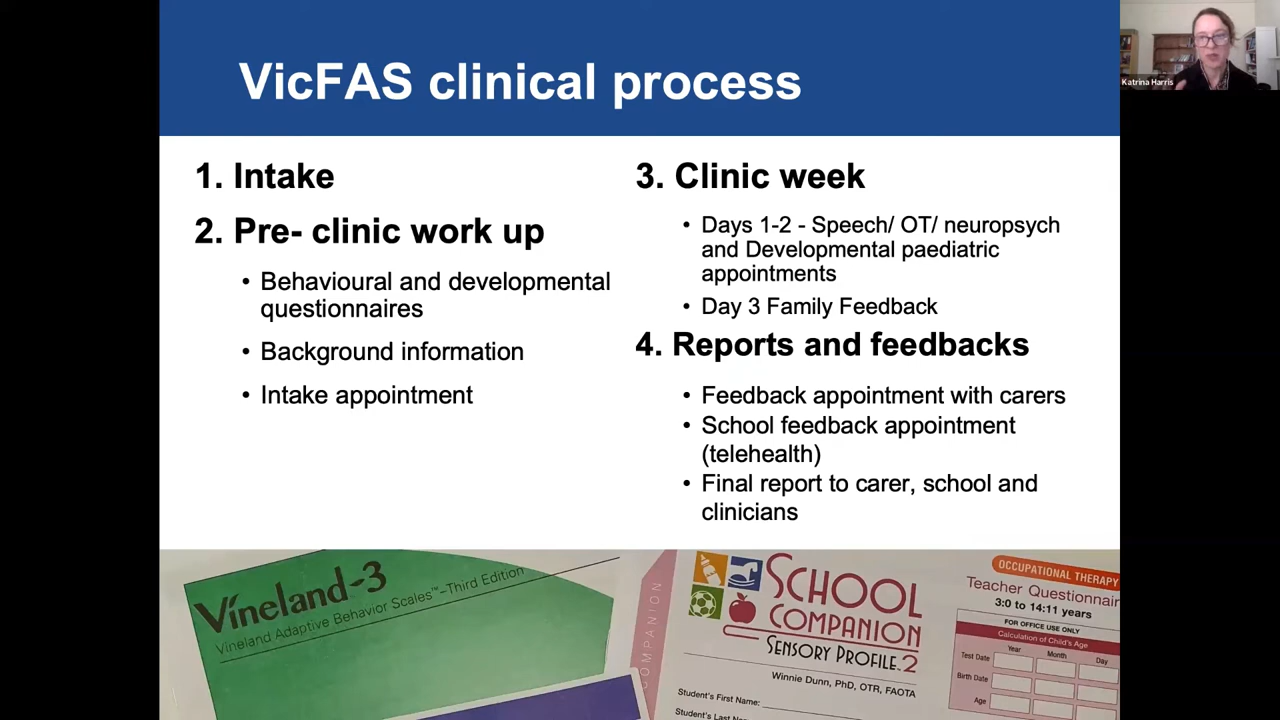 VicFAS clinical process
Katrina Harris
1. Intake
2. Pre- clinic work up
• Behavioural and developmental
questionnaires
• Background information
• Intake appointment
3. Clinic week
• Days 1-2 - Speech/ OT/ neuropsych
and Developmental paediatric
appointments
• Day 3 Family Feedback
4. Reports and feedbacks
• Feedback appointment with carers
• School feedback appointment
(telehealth)
• Final report to carer, school and
clinicians
Vineland-3
Vineland Adaptive Behavior Scales™-Third Edition
COMPANION
SCHOOL
COMPANION
SENSORY PROFILE.2
Winnie Dunn, PhD, OTR, FAOTA
Student's First Name:
Student's Last
OCCUPATIONAL THERAPY
Teacher Questionnair
3:0 to 14:11 years
FOR OFFICE USE ONLY
Calculation of Child's Age
Year Month Day
Test Date
Birth Date
Age